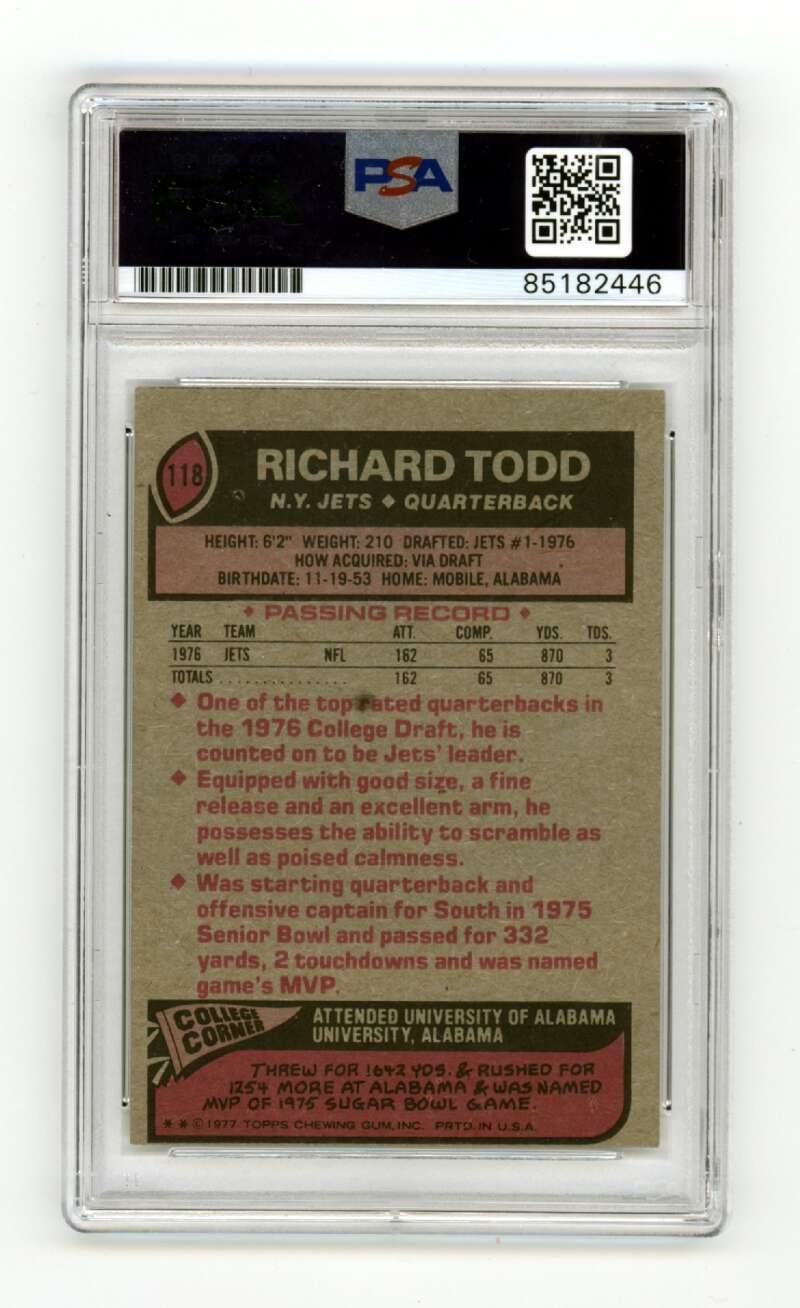 PSA
85182446
118
RICHARD TODD
N.Y. JETS ♦ QUARTERBACK
HEIGHT: 6'2" WEIGHT: 210 DRAFTED: JETS #1-1976
HOW ACQUIRED: VIA DRAFT
BIRTHDATE: 11-19-53 HOME: MOBILE, ALABAMA
♦ PASSING RECORD ♦
YEAR TEAM ATT. COMP. YDS. TDS.
1976 JETS NFL 162 65 870 3
TOTALS ............... 162 65 870 3
♦ One of the top rated quarterbacks in
the 1976 College Draft, he is
counted on to be Jets' leader.
♦ Equipped with good size, a fine
release and an excellent arm, he
possesses the ability to scramble as
well as poised calmness.
♦ Was starting quarterback and
offensive captain for South in 1975
Senior Bowl and passed for 332
yards, 2 touchdowns and was named
game's MVP.
COLLEGE
CORNER
ATTENDED UNIVERSITY OF ALABAMA
UNIVERSITY, ALABAMA
THREW FOR 1642 YDS. & RUSHED FOR
1254 MORE AT ALABAMA & WAS NAMED
MVP OF 1975 SUGAR BOWL GAME.
* * © 1977 TOPPS CHEWING GUM, INC. PRTD. IN U.S.A.